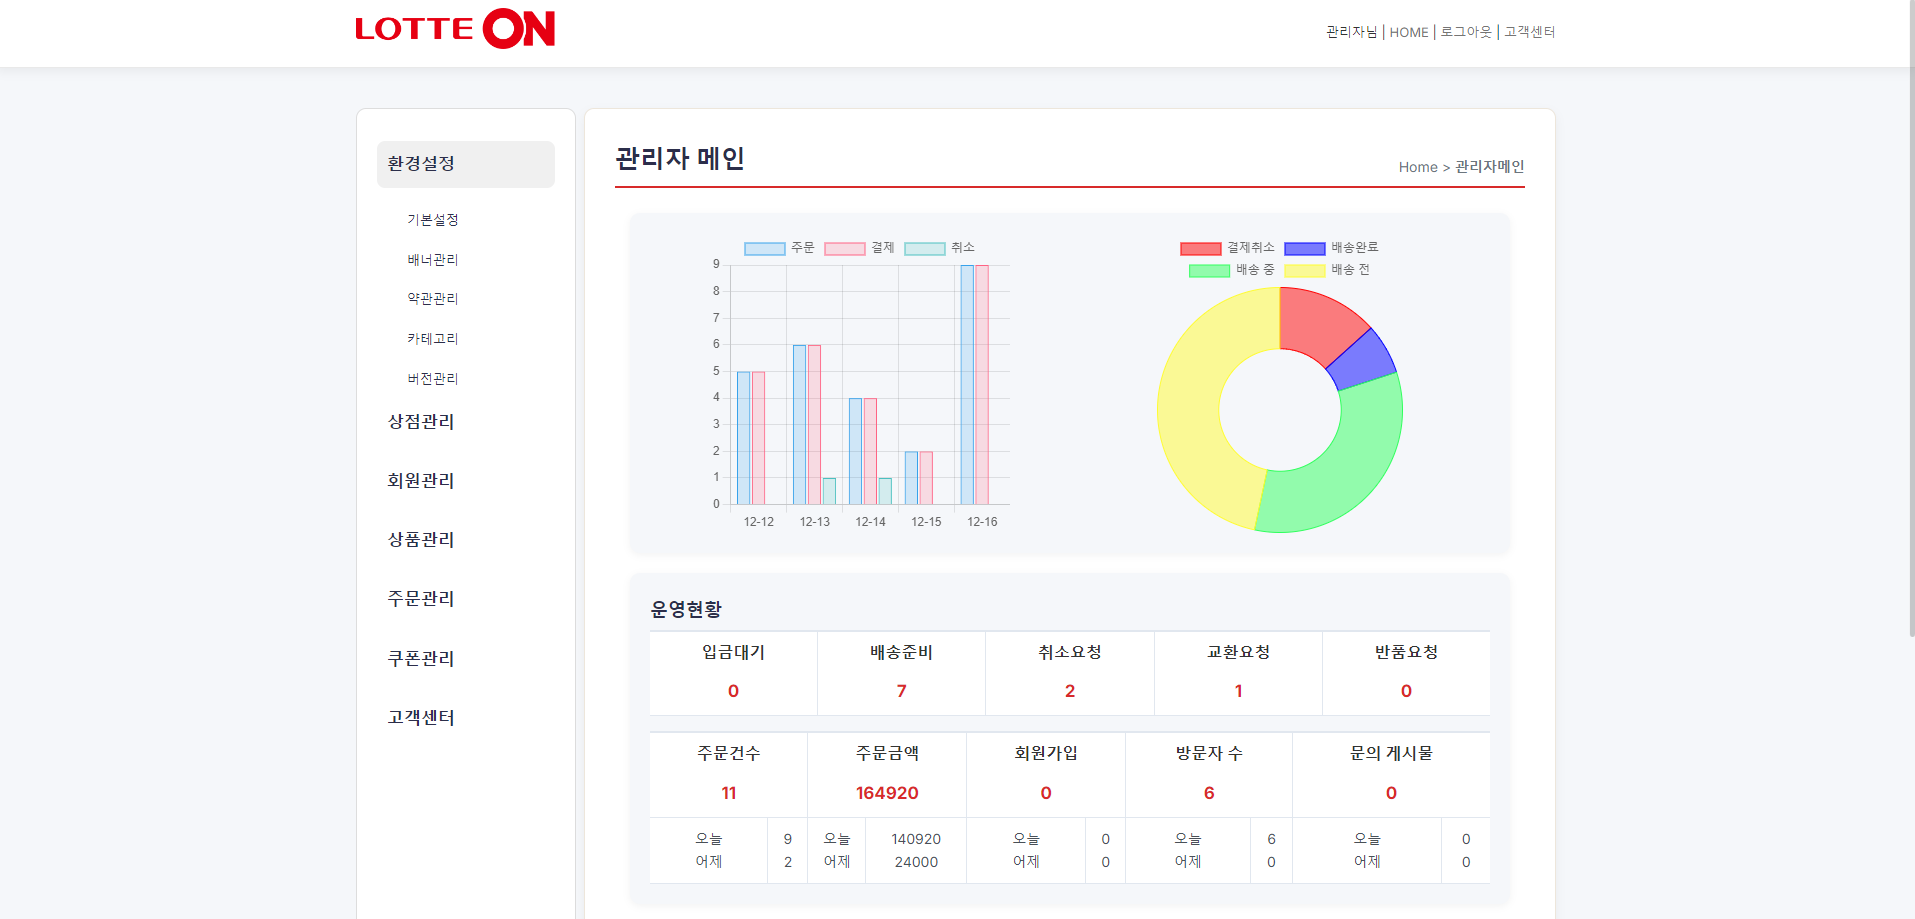 LOTTE ON
관리자님 | HOME | 로그아웃 | 고객센터
환경설정
기본설정
배너관리
약관관리
카테고리
버전관리
상점관리
회원관리
상품관리
주문관리
쿠폰관리
고객센터
관리자 메인
Home > 관리자메인
주문 결제 취소
9
8
7
6
5
4
3
2
1
0
12-12 12-13 12-14 12-15 12-16
결제취소 배송완료
배송 중 배송 전
운영현황
입금대기 배송준비 취소요청 교환요청 반품요청
0 7 2 1 0
주문건수 주문금액 회원가입 방문자 수 문의 게시물
11 164920 0 6 0
오늘 9 오늘 140920 오늘 0 오늘 6 오늘 0
어제 2 어제 24000 어제 0 어제 0 어제 0